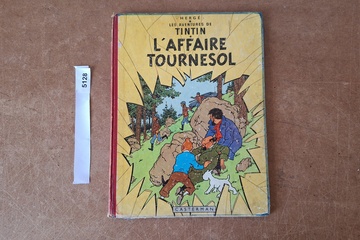 HERGÉ
LES AVENTURES DE
TINTIN
L'AFFAIRE
TOURNESOL
CASTERMAN
5128